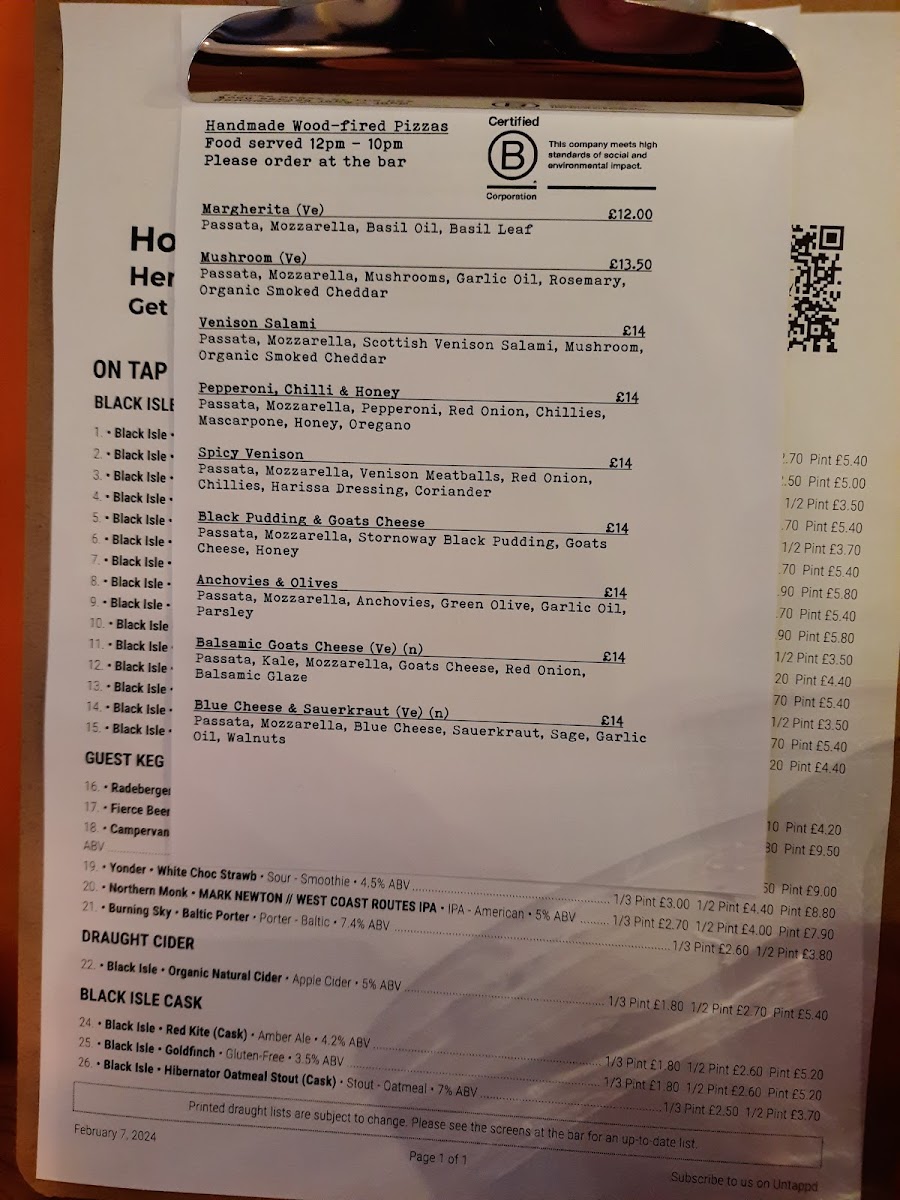 Handmade Wood-fired Pizzas
Food served 12pm - 10pm
Please order at the bar
Certified
B
Corporation
This company meets high
standards of social and
environmental impact.
Margherita (Ve) £12.00
Passata, Mozzarella, Basil Oil, Basil Leaf
Mushroom (Ve) £13.50
Passata, Mozzarella, Mushrooms, Garlic Oil, Rosemary,
Organic Smoked Cheddar
Venison Salami £14
Passata, Mozzarella, Scottish Venison Salami, Mushroom,
Organic Smoked Cheddar
Pepperoni, Chilli & Honey £14
Passata, Mozzarella, Pepperoni, Red Onion, Chillies,
Mascarpone, Honey, Oregano
Spicy Venison £14
Passata, Mozzarella, Venison Meatballs, Red Onion,
Chillies, Harissa Dressing, Coriander
Black Pudding & Goats Cheese £14
Passata, Mozzarella, Stornoway Black Pudding, Goats
Cheese, Honey
Anchovies & Olives £14
Passata, Mozzarella, Anchovies, Green Olive, Garlic Oil,
Parsley
Balsamic Goats Cheese (Ve) (n) £14
Passata, Kale, Mozzarella, Goats Cheese, Red Onion,
Balsamic Glaze
Blue Cheese & Sauerkraut (Ve) (n) £14
Passata, Mozzarella, Blue Cheese, Sauerkraut, Sage, Garlic
Oil, Walnuts
Ho
Her
Get
ON TAP
BLACK ISLE
1. • Black Isle • .70 Pint £5.40
2. • Black Isle • .50 Pint £5.00
3. • Black Isle • 1/2 Pint £3.50
4. • Black Isle • .70 Pint £5.40
5. • Black Isle • 1/2 Pint £3.70
6. • Black Isle • .70 Pint £5.40
7. • Black Isle • .90 Pint £5.80
8. • Black Isle • .70 Pint £5.40
9. • Black Isle • .90 Pint £5.80
10. • Black Isle 1/2 Pint £3.50
11. • Black Isle 20 Pint £4.40
12. • Black Isle • 70 Pint £5.40
13. • Black Isle • 1/2 Pint £3.50
14. • Black Isle • 70 Pint £5.40
15. • Black Isle • 20 Pint £4.40
GUEST KEG
16. • Radeberger 10 Pint £4.20
17. • Fierce Beer 30 Pint £9.50
18. • Campervan
ABV 50 Pint £9.00
19. • Yonder • White Choc Strawb • Sour - Smoothie • 4.5% ABV 1/3 Pint £3.00 1/2 Pint £4.40 Pint £8.80
20. • Northern Monk • MARK NEWTON // WEST COAST ROUTES IPA • IPA - American • 5% ABV 1/3 Pint £2.70 1/2 Pint £4.00 Pint £7.90
21. • Burning Sky • Baltic Porter • Porter - Baltic • 7.4% ABV 1/3 Pint £2.60 1/2 Pint £3.80
DRAUGHT CIDER
22. • Black Isle • Organic Natural Cider • Apple Cider • 5% ABV 1/3 Pint £1.80 1/2 Pint £2.70 Pint £5.40
BLACK ISLE CASK
24. • Black Isle • Red Kite (Cask) • Amber Ale • 4.2% ABV 1/3 Pint £1.80 1/2 Pint £2.60 Pint £5.20
25. • Black Isle • Goldfinch • Gluten-Free • 3.5% ABV 1/3 Pint £1.80 1/2 Pint £2.60 Pint £5.20
26. • Black Isle • Hibernator Oatmeal Stout (Cask) • Stout - Oatmeal • 7% ABV 1/3 Pint £2.50 1/2 Pint £3.70
Printed draught lists are subject to change. Please see the screens at the bar for an up-to-date list.
February 7, 2024
Page 1 of 1
Subscribe to us on Untappd